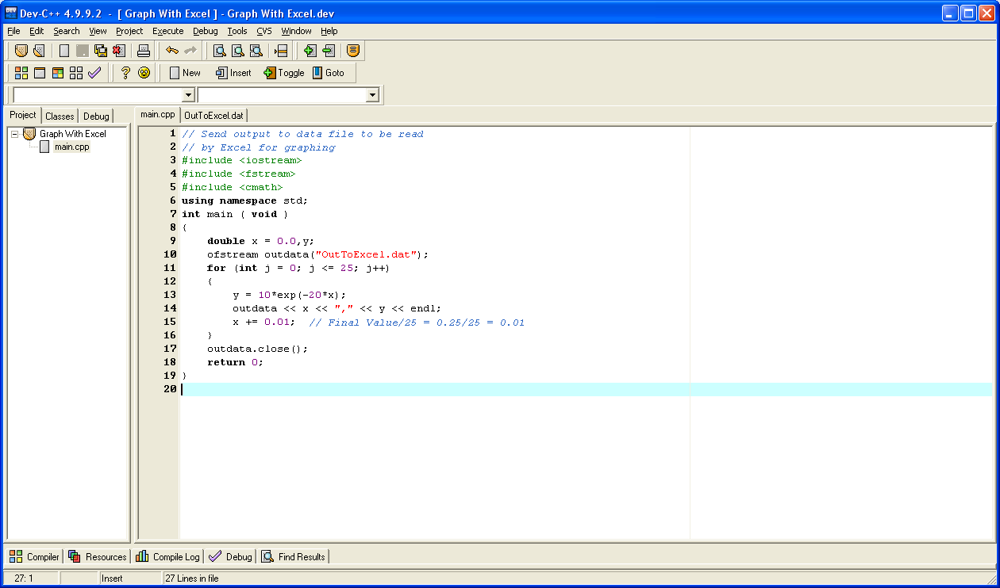 Dev-C++ 4.9.9.2 - [ Graph With Excel ] - Graph With Excel.dev
File Edit Search View Project Execute Debug Tools CVS Window Help
New Insert Toggle Goto
Project Classes Debug
main.cpp OutToExcel.dat
Graph With Excel
main.cpp
1 // Send output to data file to be read
2 // by Excel for graphing
3 #include <iostream>
4 #include <fstream>
5 #include <cmath>
6 using namespace std;
7 int main ( void )
8 {
9 double x = 0.0,y;
10 ofstream outdata("OutToExcel.dat");
11 for (int j = 0; j <= 25; j++)
12 {
13 y = 10*exp(-20*x);
14 outdata << x << "," << y << endl;
15 x += 0.01; // Final Value/25 = 0.25/25 = 0.01
16 }
17 outdata.close();
18 return 0;
19 }
20
Compiler Resources Compile Log Debug Find Results
27: 1 Insert 27 Lines in file